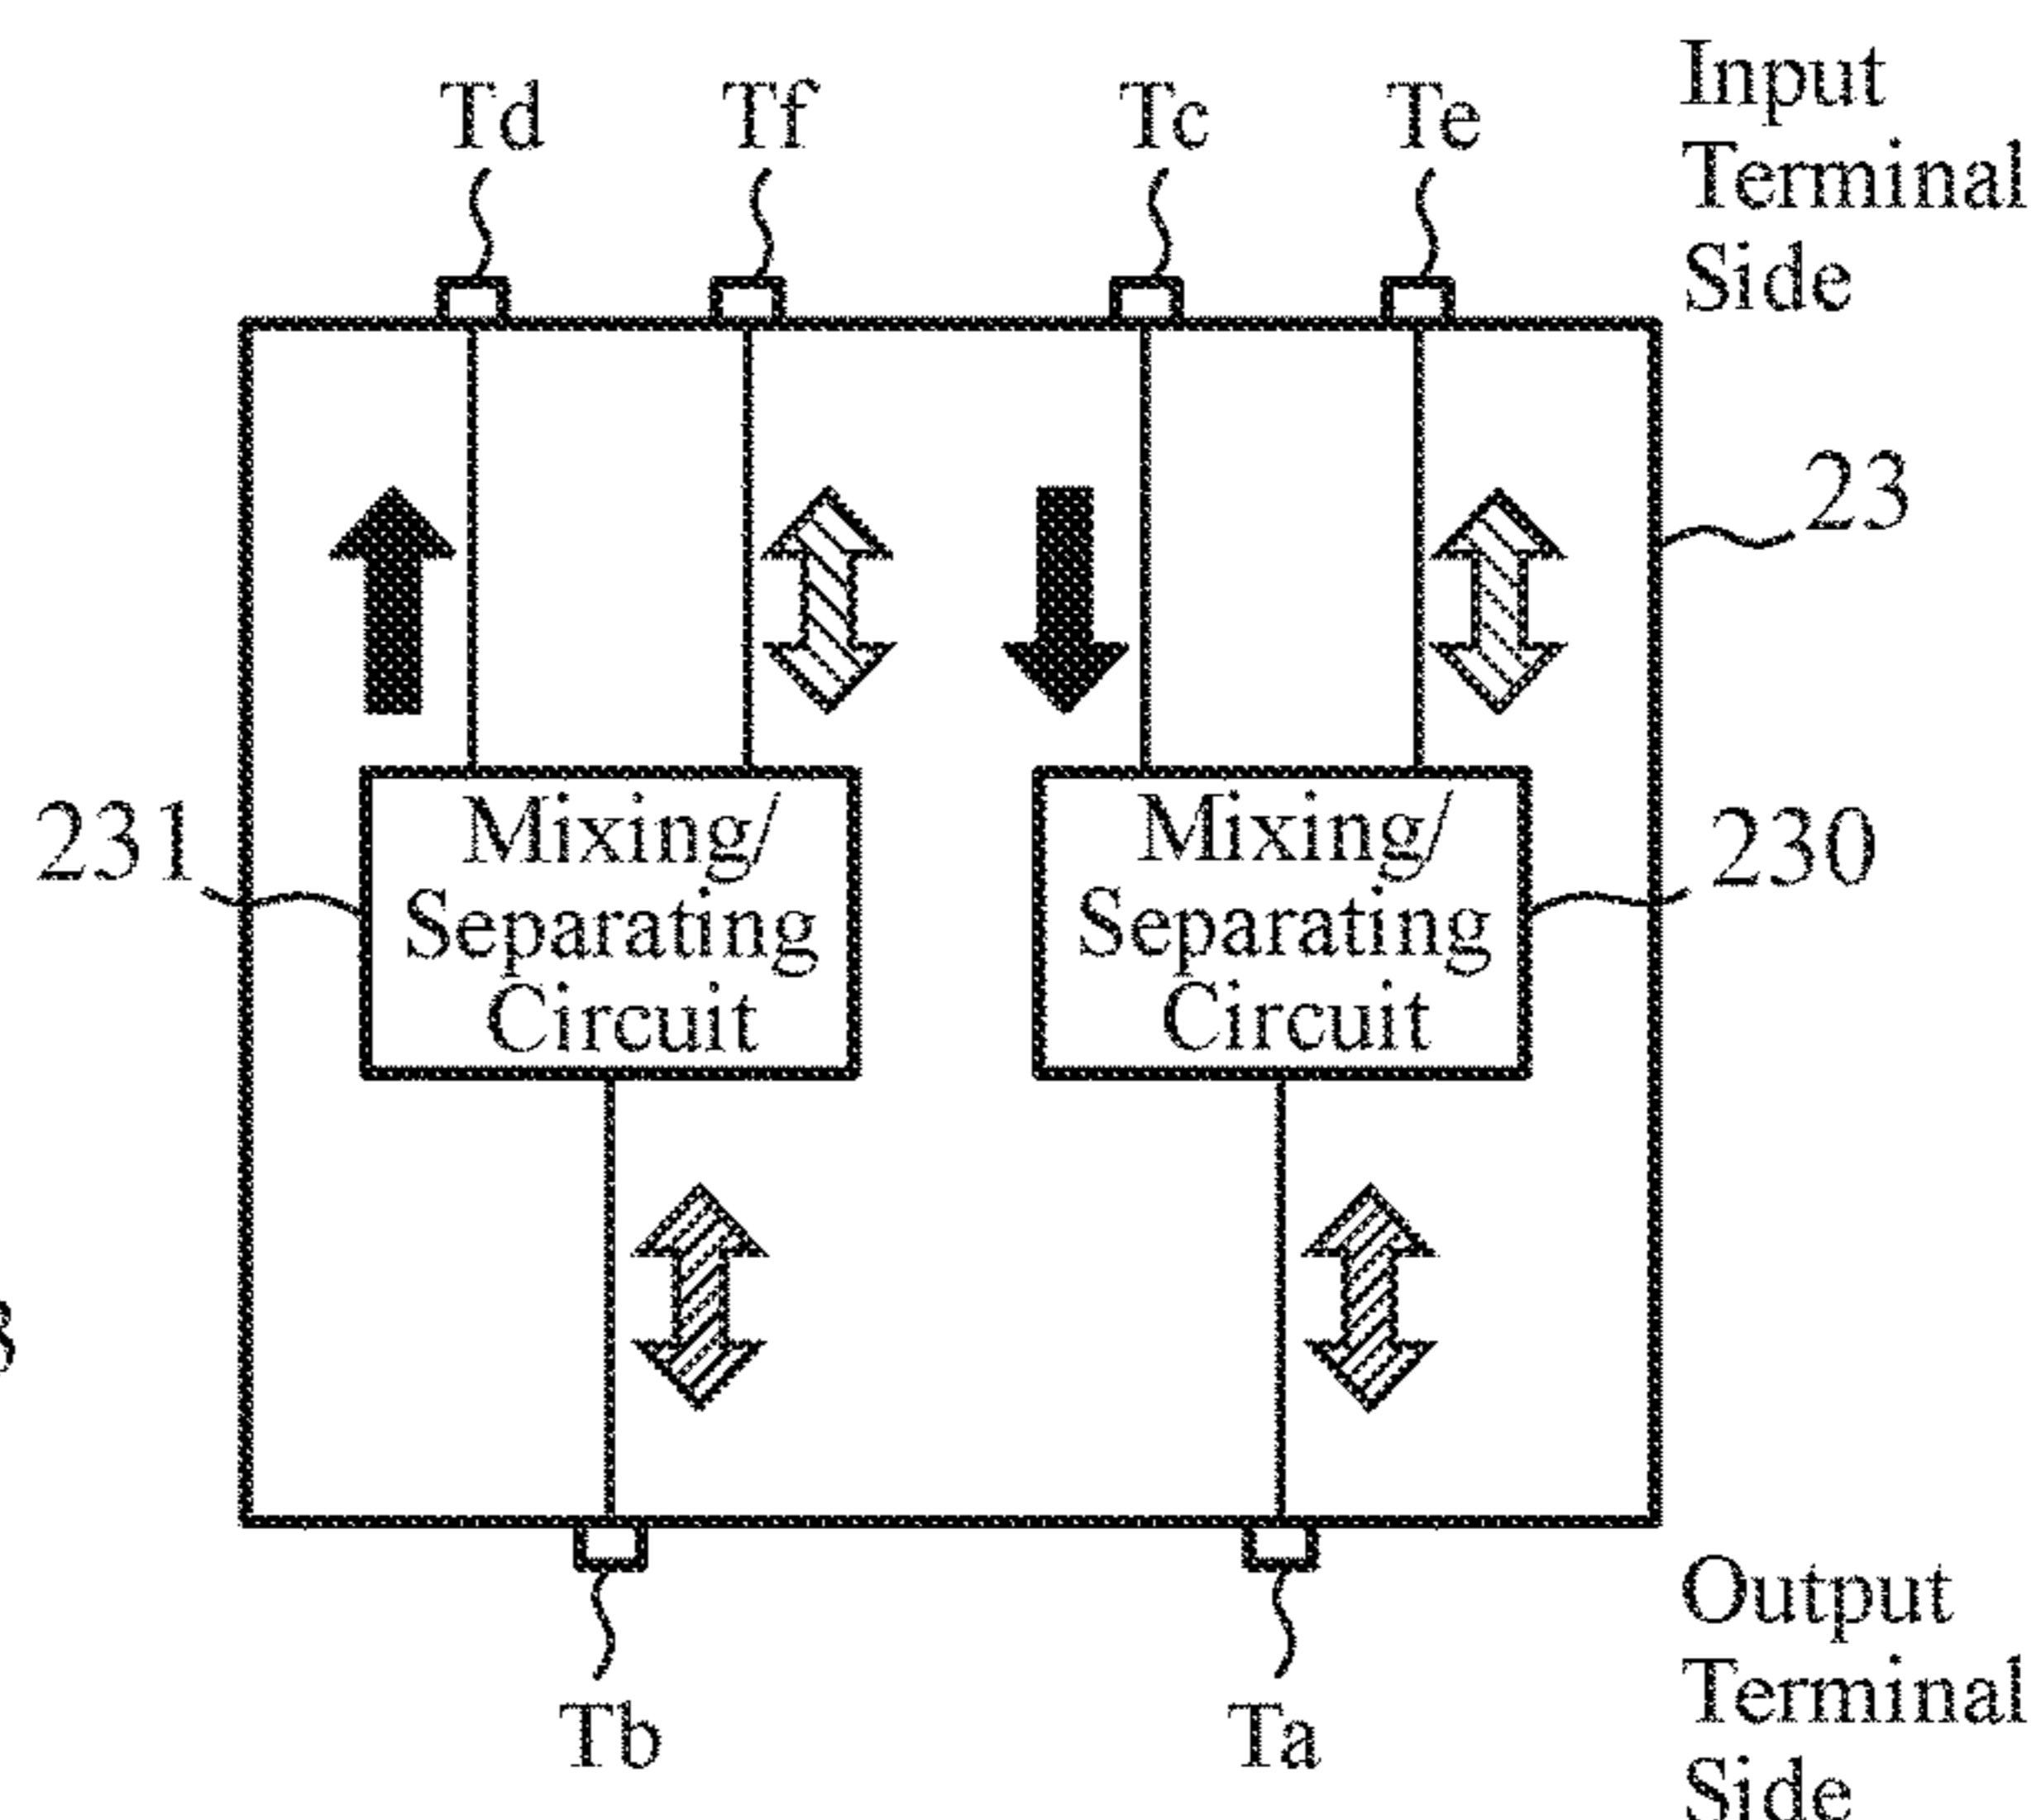 Td Tf Tc Te
Input
Terminal
Side
23
231
Mixing/
Separating
Circuit
Mixing/
Separating
Circuit
230
Tb Ta
Output
Terminal
Side